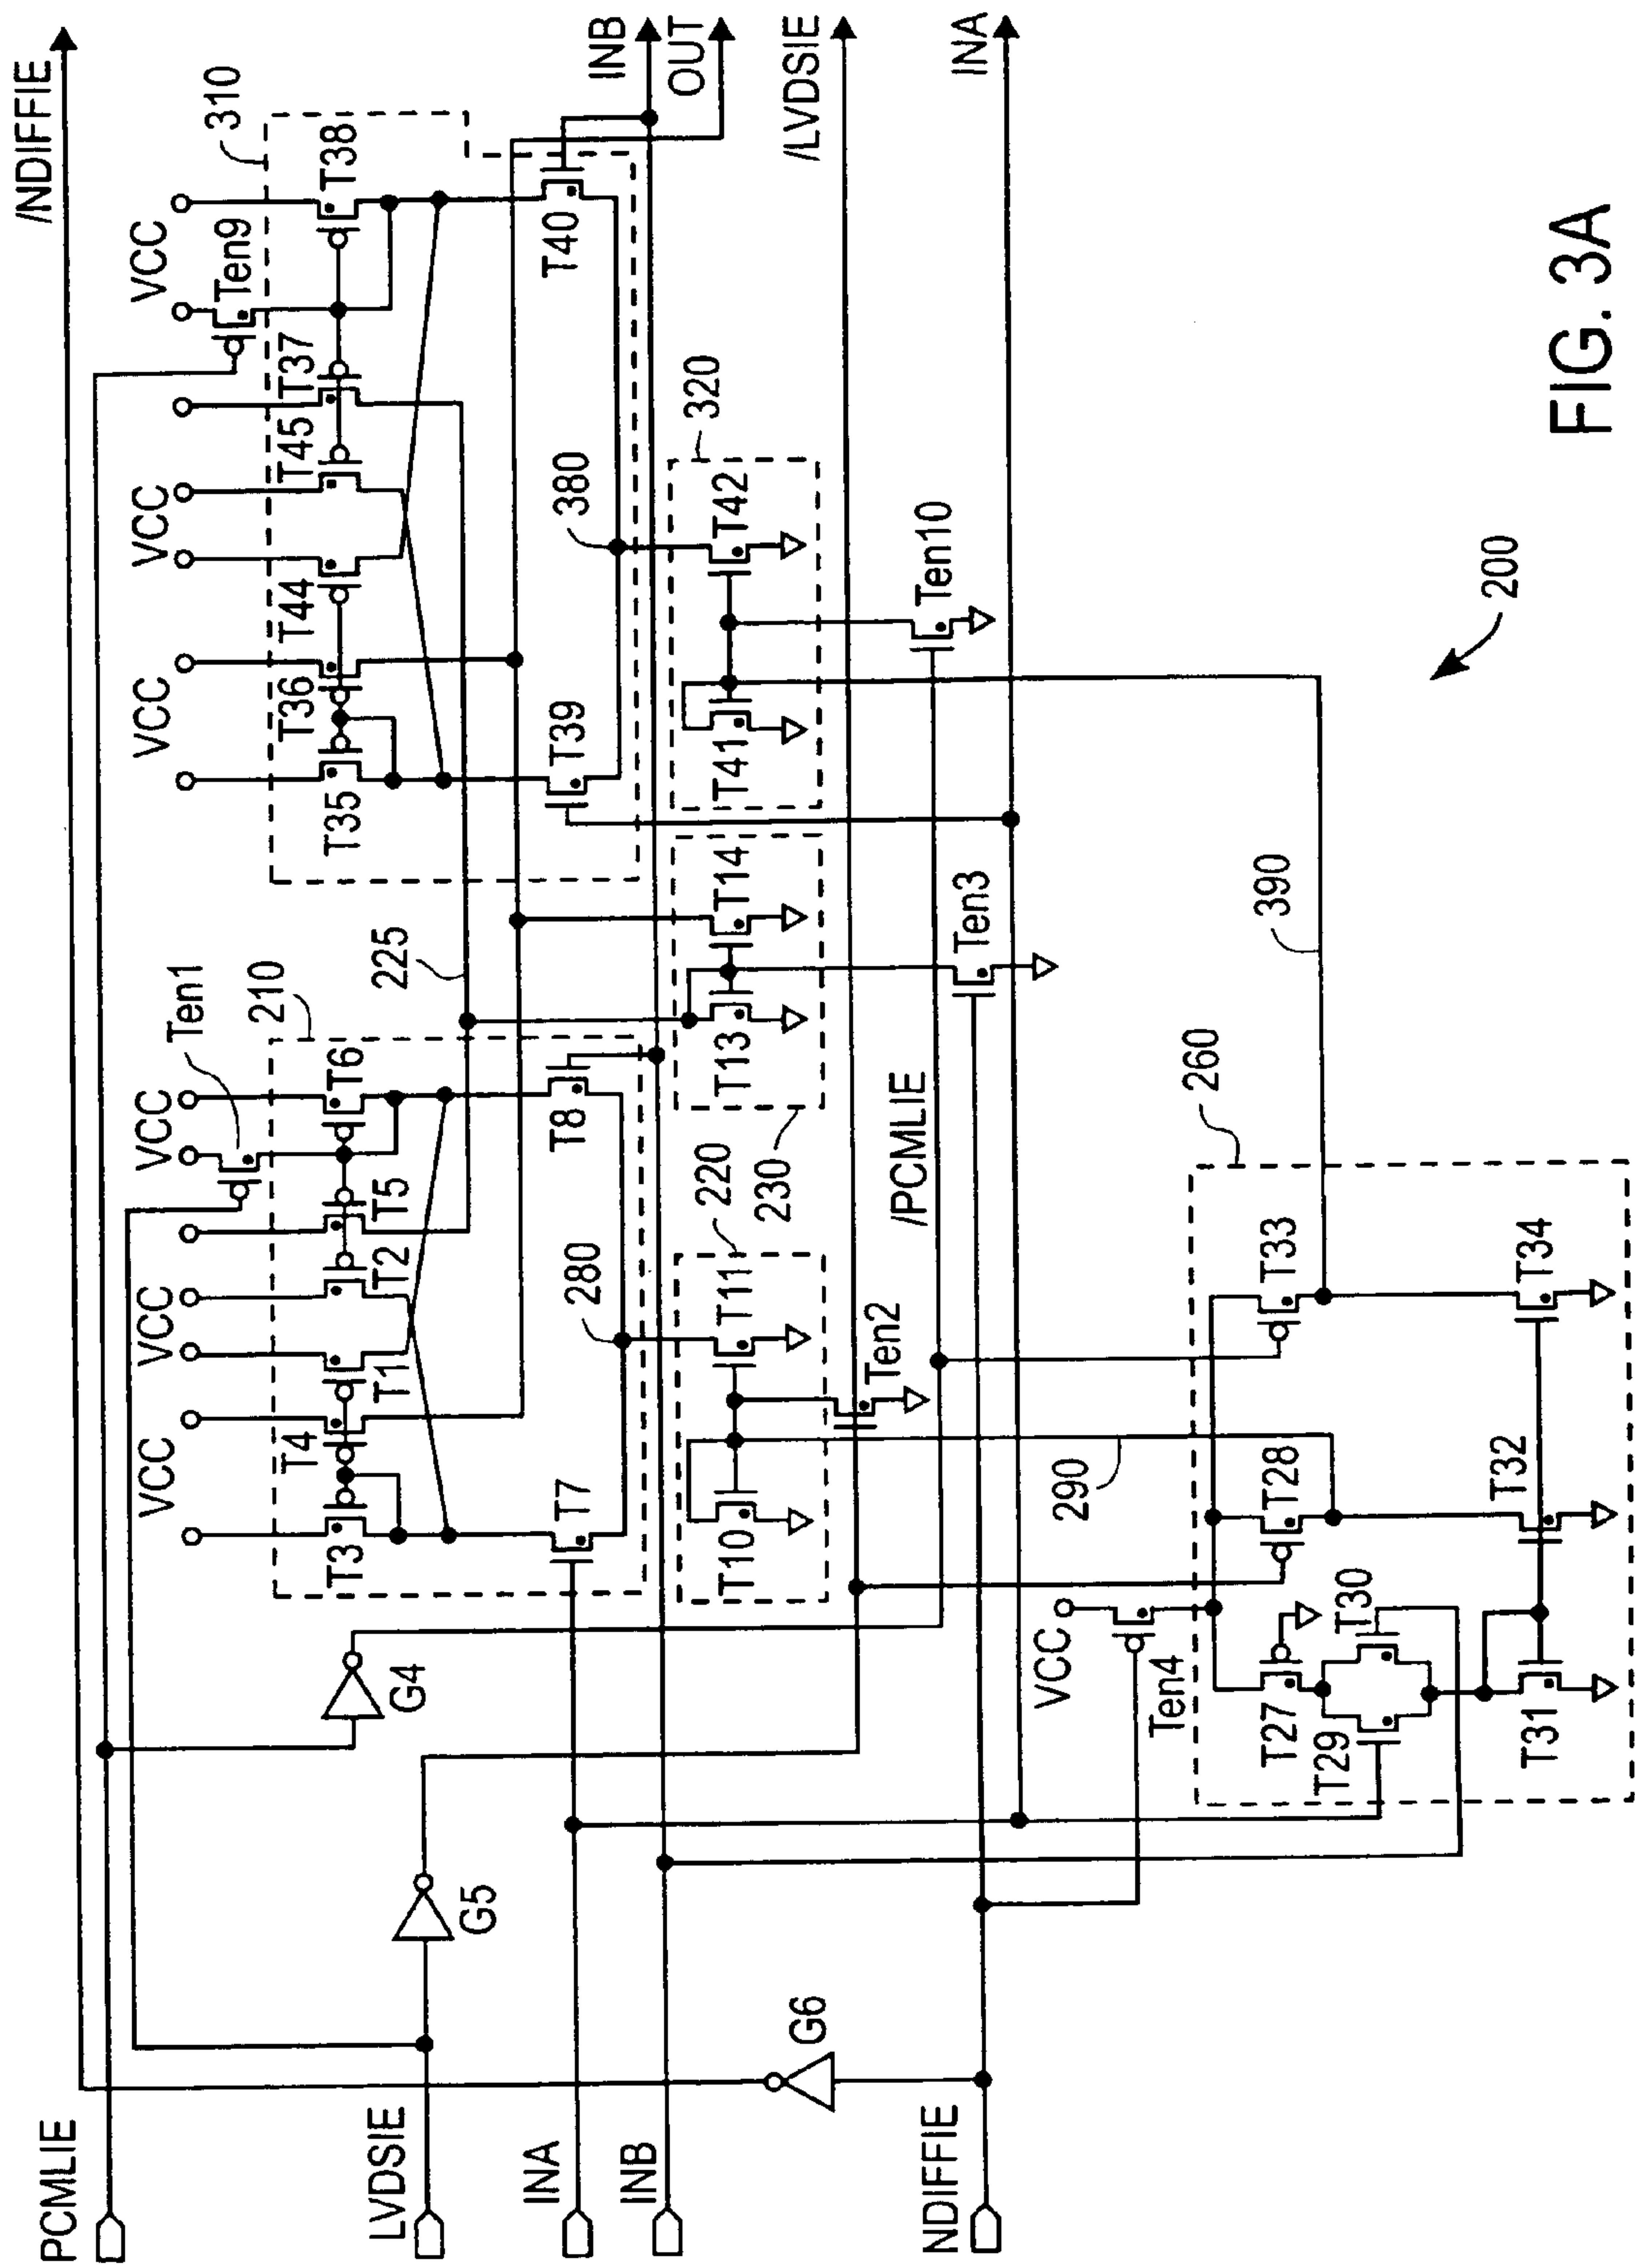 /NDIFFIE
PCMLIE
LVDSIE
INA
INB
NDIFFIE
G6
G5
G4
VCC
VCC
VCC
Ten1
210
T3
T4
T1
T2
T5
T6
T7
T8
280
225
VCC
VCC
VCC
Ten9
310
T35
T36
T44
T45
T37
T38
T39
T40
380
INB
OUT
/LVDSIE
INA
T10
T11
220
230
T13
T14
320
T41
T42
Ten2
/PCMLIE
Ten3
Ten10
290
390
VCC
Ten4
260
T27
T28
T29
T30
T31
T32
T33
T34
200
FIG. 3A